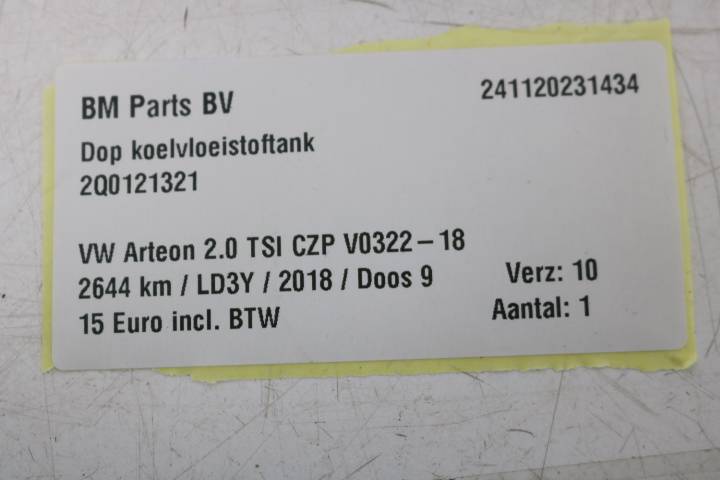 BM Parts BV
241120231434
Dop koelvloeistoftank
2Q0121321
VW Arteon 2.0 TSI CZP V0322-18
2644 km / LD3Y / 2018 / Doos 9
Verz: 10
15 Euro incl. BTW
Aantal: 1